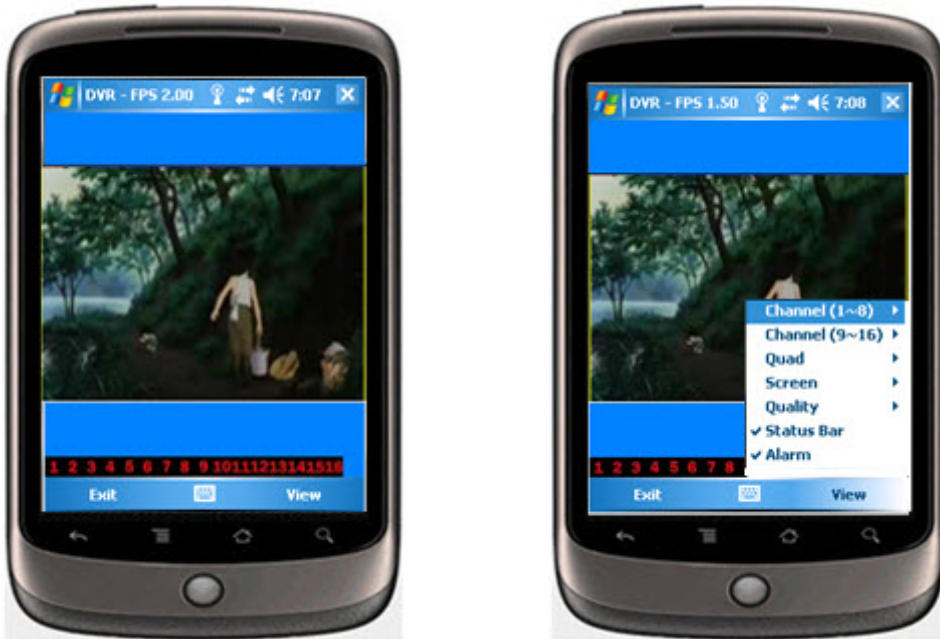 DVR - FPS 2.00 7:07
1 2 3 4 5 6 7 8 9 10 11 12 13 14 15 16
Exit View
DVR - FPS 1.50 7:08
Channel (1~8)
Channel (9~16)
Quad
Screen
Quality
Status Bar
Alarm
1 2 3 4 5 6 7 8
Exit View